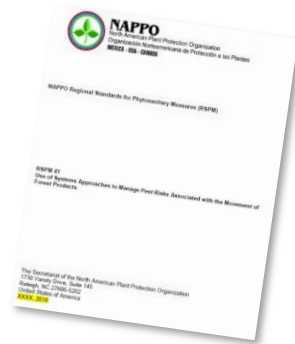 NAPPO
North American Plant Protection Organization
Organización Norteamericana de Protección a las Plantas
MEXICO - USA - CANADA
NAPPO Regional Standards for Phytosanitary Measures (RSPM)
RSPM 41
Use of Systems Approaches to Manage Pest Risks Associated with the Movement of
Forest Products
The Secretariat of the North American Plant Protection Organization
1730 Varsity Drive, Suite 145
Raleigh, NC 27606-5202
United States of America
XXXX, 2018